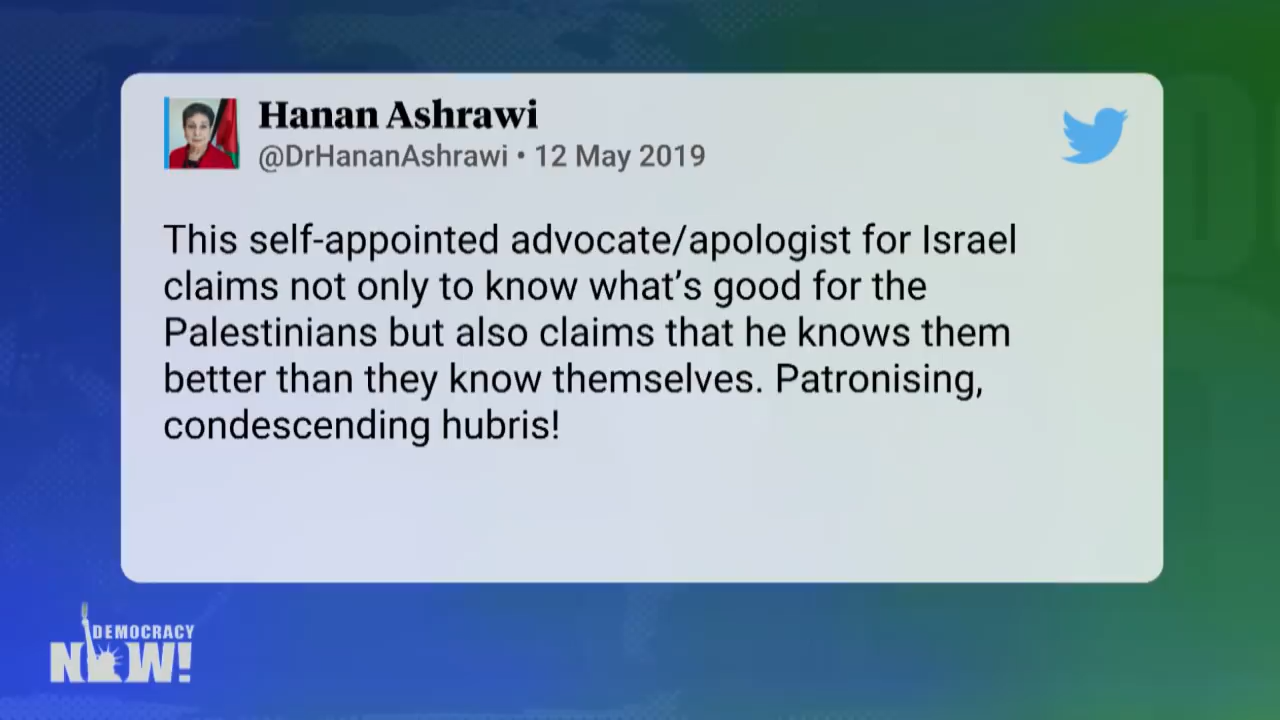 Hanan Ashrawi
@DrHananAshrawi • 12 May 2019
This self-appointed advocate/apologist for Israel
claims not only to know what’s good for the
Palestinians but also claims that he knows them
better than they know themselves. Patronising,
condescending hubris!
DEMOCRACY
NOW!